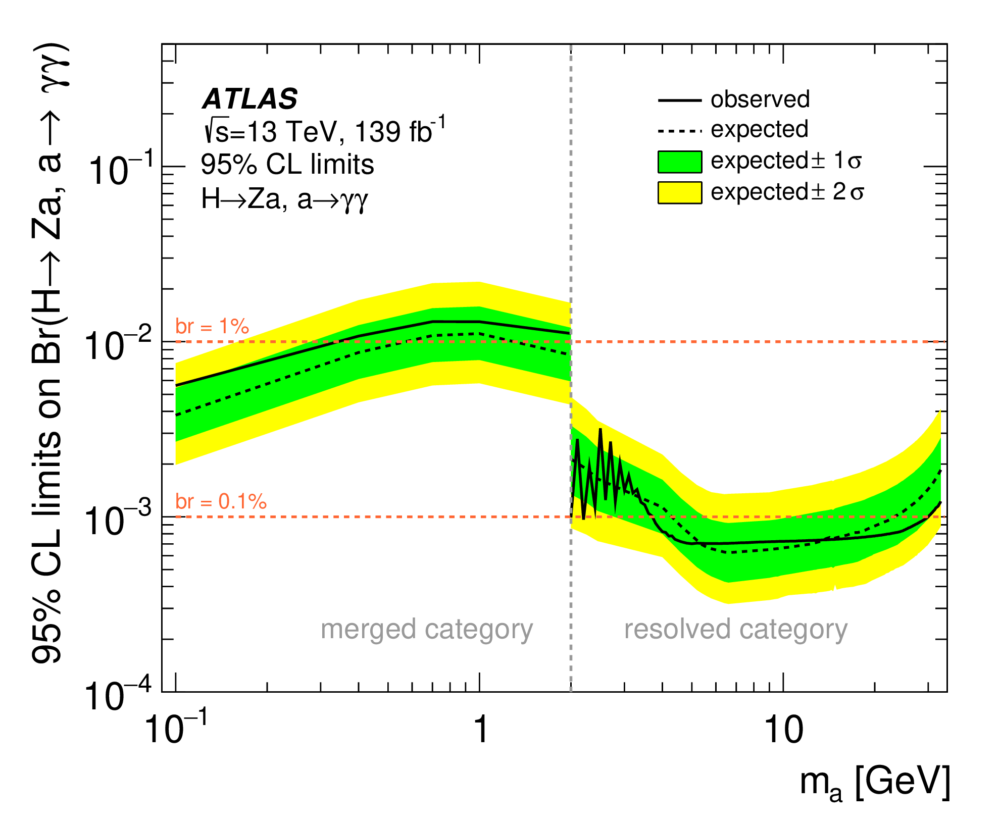 95% CL limits on Br(H→ Za, a→ γγ)
ATLAS
√s=13 TeV, 139 fb⁻¹
95% CL limits
H→Za, a→γγ
observed
expected
expected± 1σ
expected± 2σ
10⁻¹
br = 1%
10⁻²
br = 0.1%
10⁻³
merged category
resolved category
10⁻⁴
10⁻¹
1
10
mₐ [GeV]